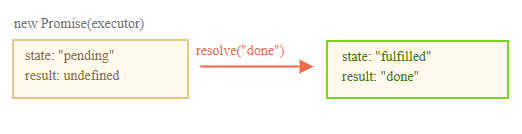 new Promise(executor)
state: "pending"
result: undefined
resolve("done")
state: "fulfilled"
result: "done"